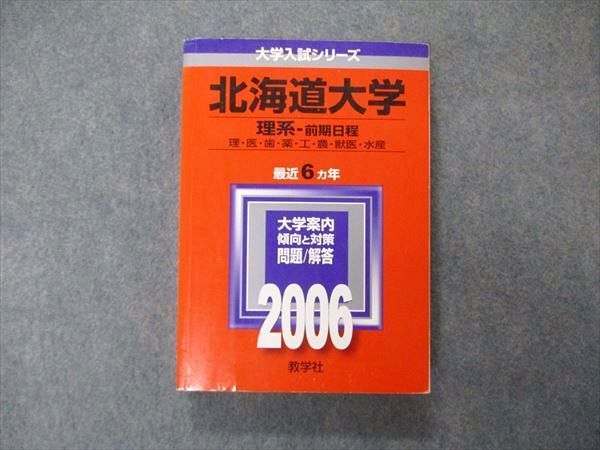 大学入試シリーズ
北海道大学
理系-前期日程
理・医・歯・薬・工・農・獣医・水産
最近6カ年
大学案内
傾向と対策
問題/解答
2006
教学社